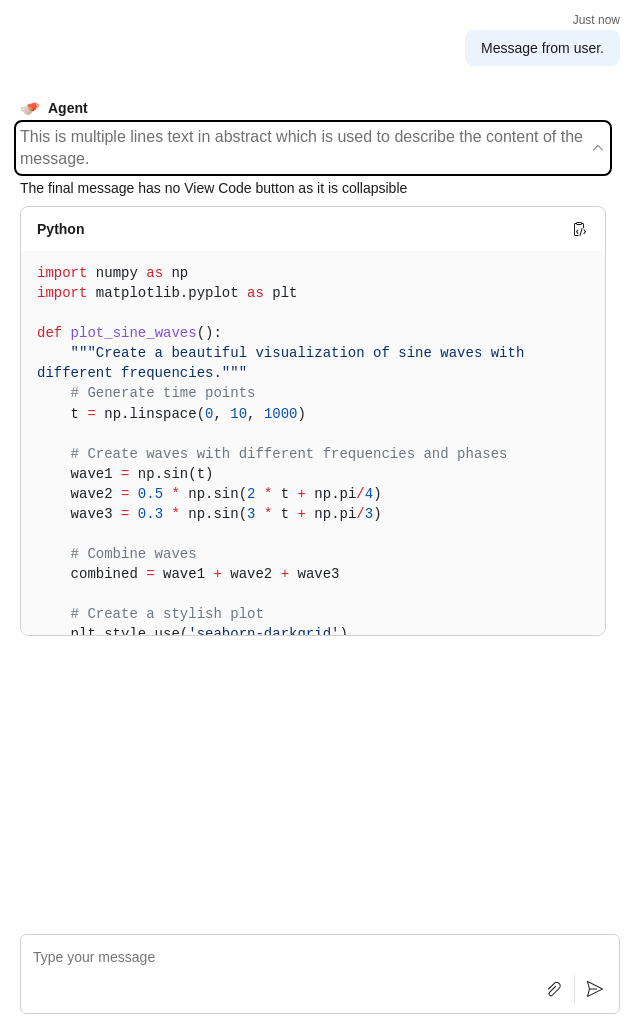 Just now
Message from user.
Agent
This is multiple lines text in abstract which is used to describe the content of the
message.
The final message has no View Code button as it is collapsible
Python
import numpy as np
import matplotlib.pyplot as plt

def plot_sine_waves():
    """Create a beautiful visualization of sine waves with
different frequencies."""
    # Generate time points
    t = np.linspace(0, 10, 1000)

    # Create waves with different frequencies and phases
    wave1 = np.sin(t)
    wave2 = 0.5 * np.sin(2 * t + np.pi/4)
    wave3 = 0.3 * np.sin(3 * t + np.pi/3)

    # Combine waves
    combined = wave1 + wave2 + wave3

    # Create a stylish plot
    plt.style.use('seaborn-darkgrid')
Type your message